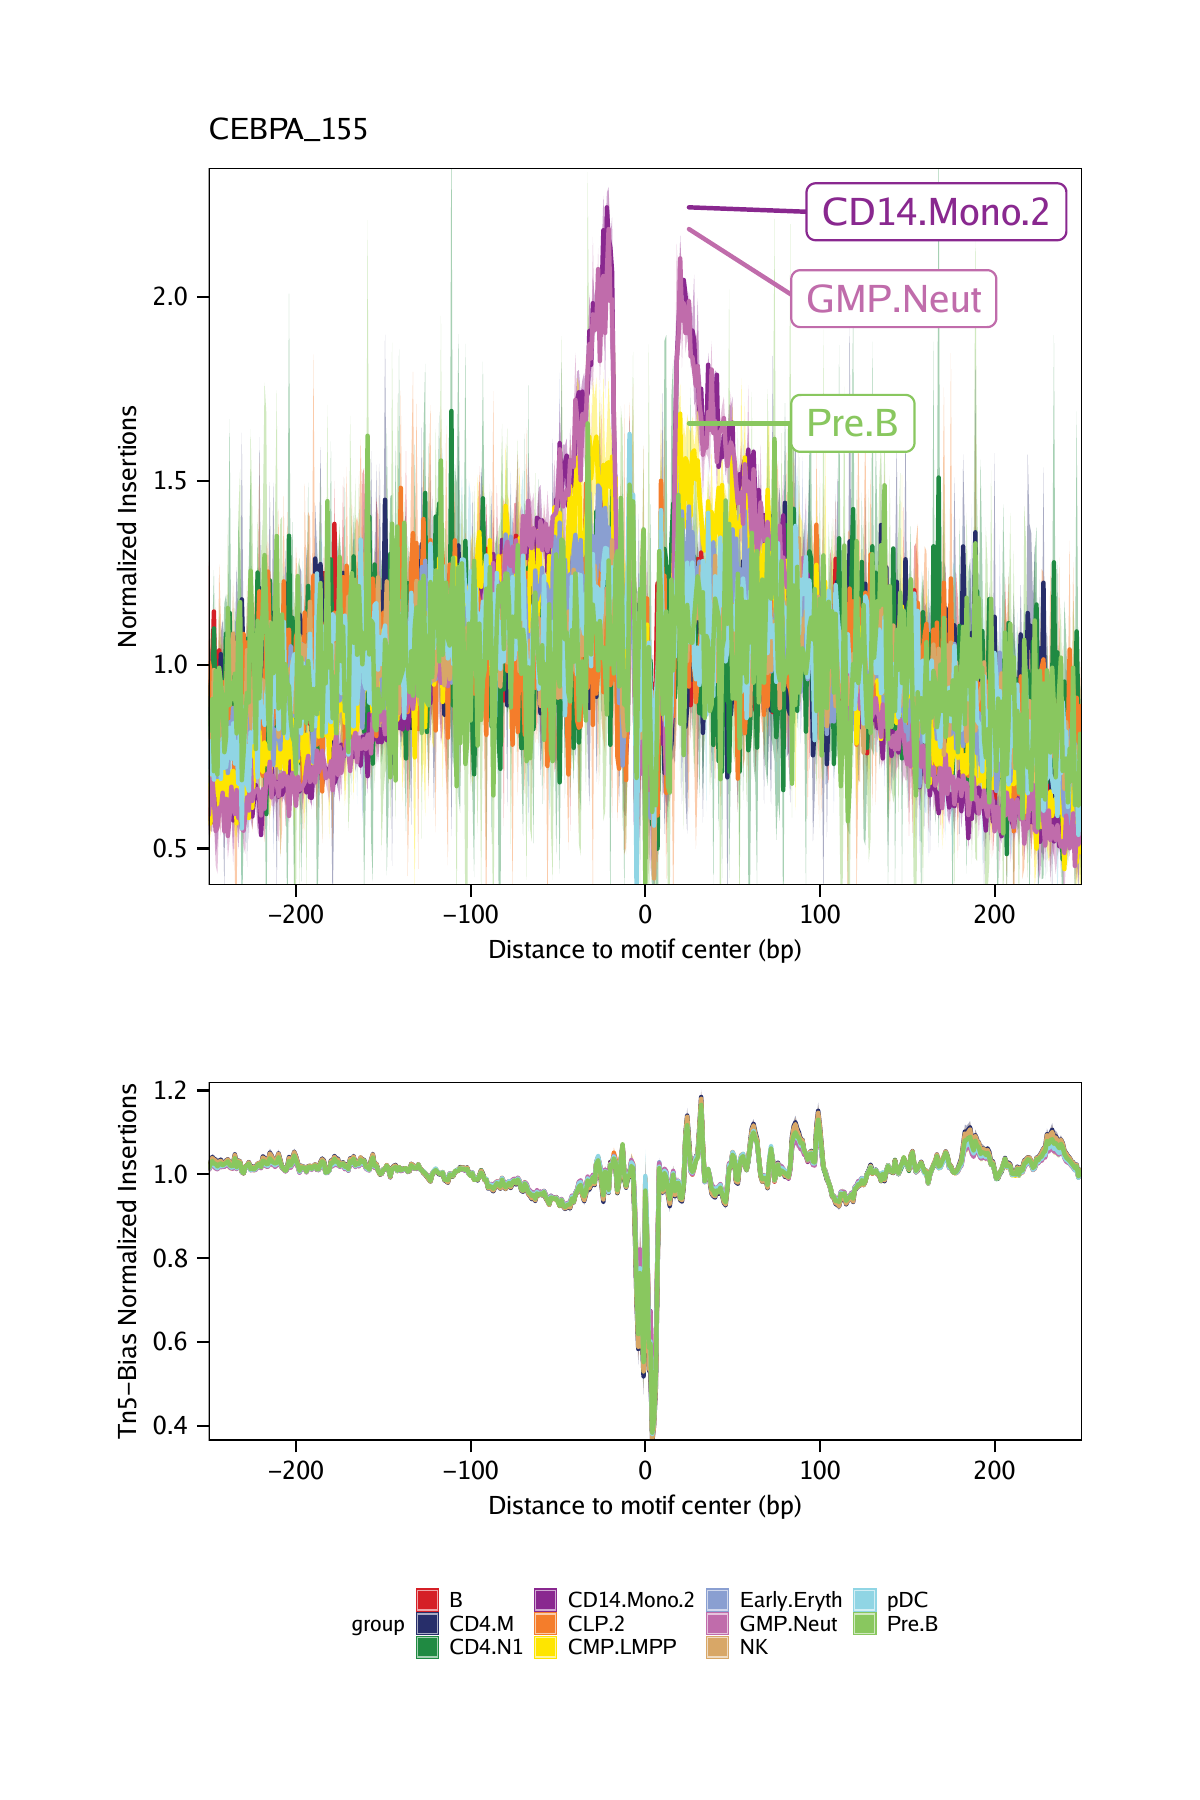 CEBPA_155
CD14.Mono.2
GMP.Neut
Pre.B
Normalized Insertions
2.0
1.5
1.0
0.5
−200 −100 0 100 200
Distance to motif center (bp)
Tn5−Bias Normalized Insertions
1.2
1.0
0.8
0.6
0.4
−200 −100 0 100 200
Distance to motif center (bp)
B CD14.Mono.2 Early.Eryth pDC
group CD4.M CLP.2 GMP.Neut Pre.B
CD4.N1 CMP.LMPP NK